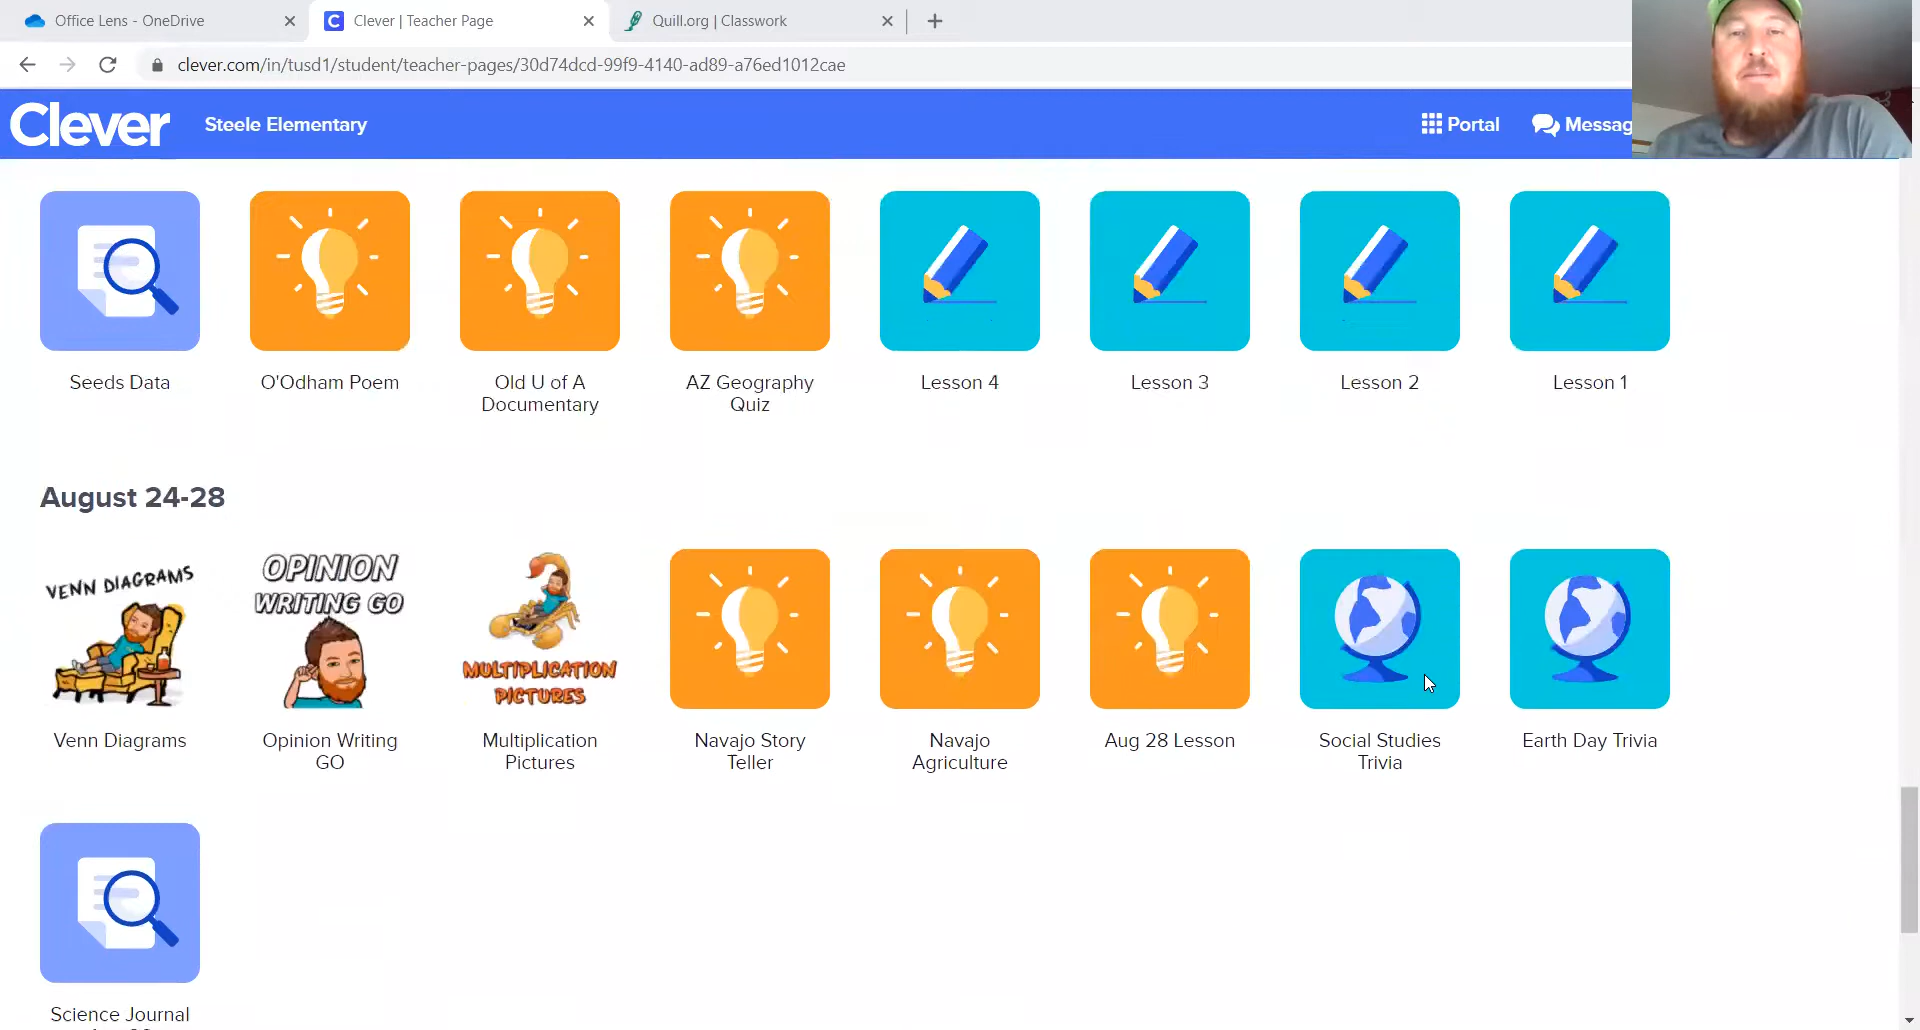 Office Lens - OneDrive
Clever | Teacher Page
Quill.org | Classwork
clever.com/in/tusd1/student/teacher-pages/30d74dcd-99f9-4140-ad89-a76ed1012cae
Clever
Steele Elementary
Portal
Messag
Seeds Data
O'Odham Poem
Old U of A
Documentary
AZ Geography
Quiz
Lesson 4
Lesson 3
Lesson 2
Lesson 1
August 24-28
VENN DIAGRAMS
OPINION
WRITING GO
MULTIPLICATION
PICTURES
Venn Diagrams
Opinion Writing
GO
Multiplication
Pictures
Navajo Story
Teller
Navajo
Agriculture
Aug 28 Lesson
Social Studies
Trivia
Earth Day Trivia
Science Journal